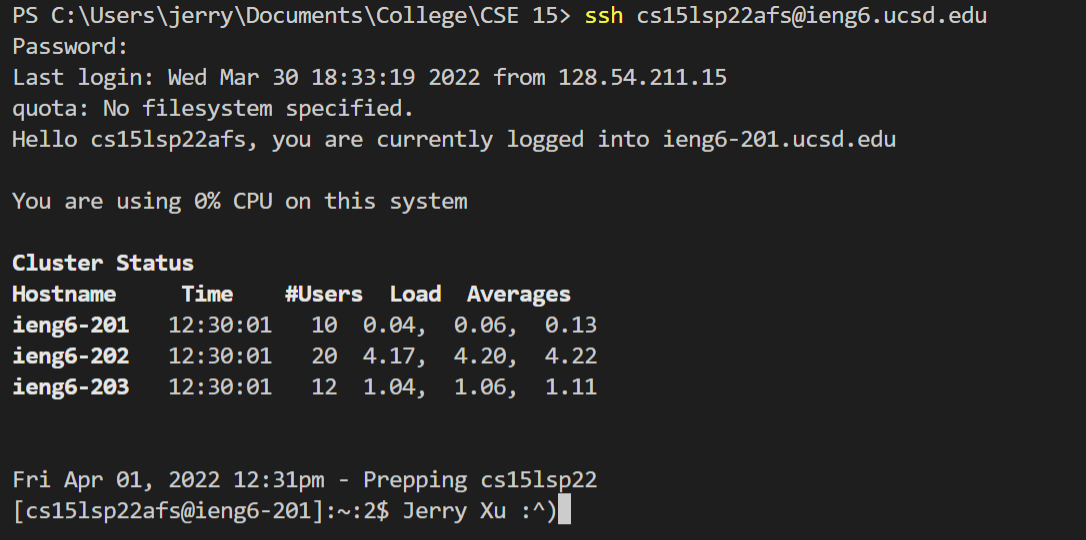 PS C:\Users\jerry\Documents\College\CSE 15> ssh cs15lsp22afs@ieng6.ucsd.edu
Password:
Last login: Wed Mar 30 18:33:19 2022 from 128.54.211.15
quota: No filesystem specified.
Hello cs15lsp22afs, you are currently logged into ieng6-201.ucsd.edu
You are using 0% CPU on this system
Cluster Status
Hostname     Time    #Users  Load  Averages
ieng6-201   12:30:01   10  0.04,  0.06,  0.13
ieng6-202   12:30:01   20  4.17,  4.20,  4.22
ieng6-203   12:30:01   12  1.04,  1.06,  1.11
Fri Apr 01, 2022 12:31pm - Prepping cs15lsp22
[cs15lsp22afs@ieng6-201]:~:2$ Jerry Xu :^)